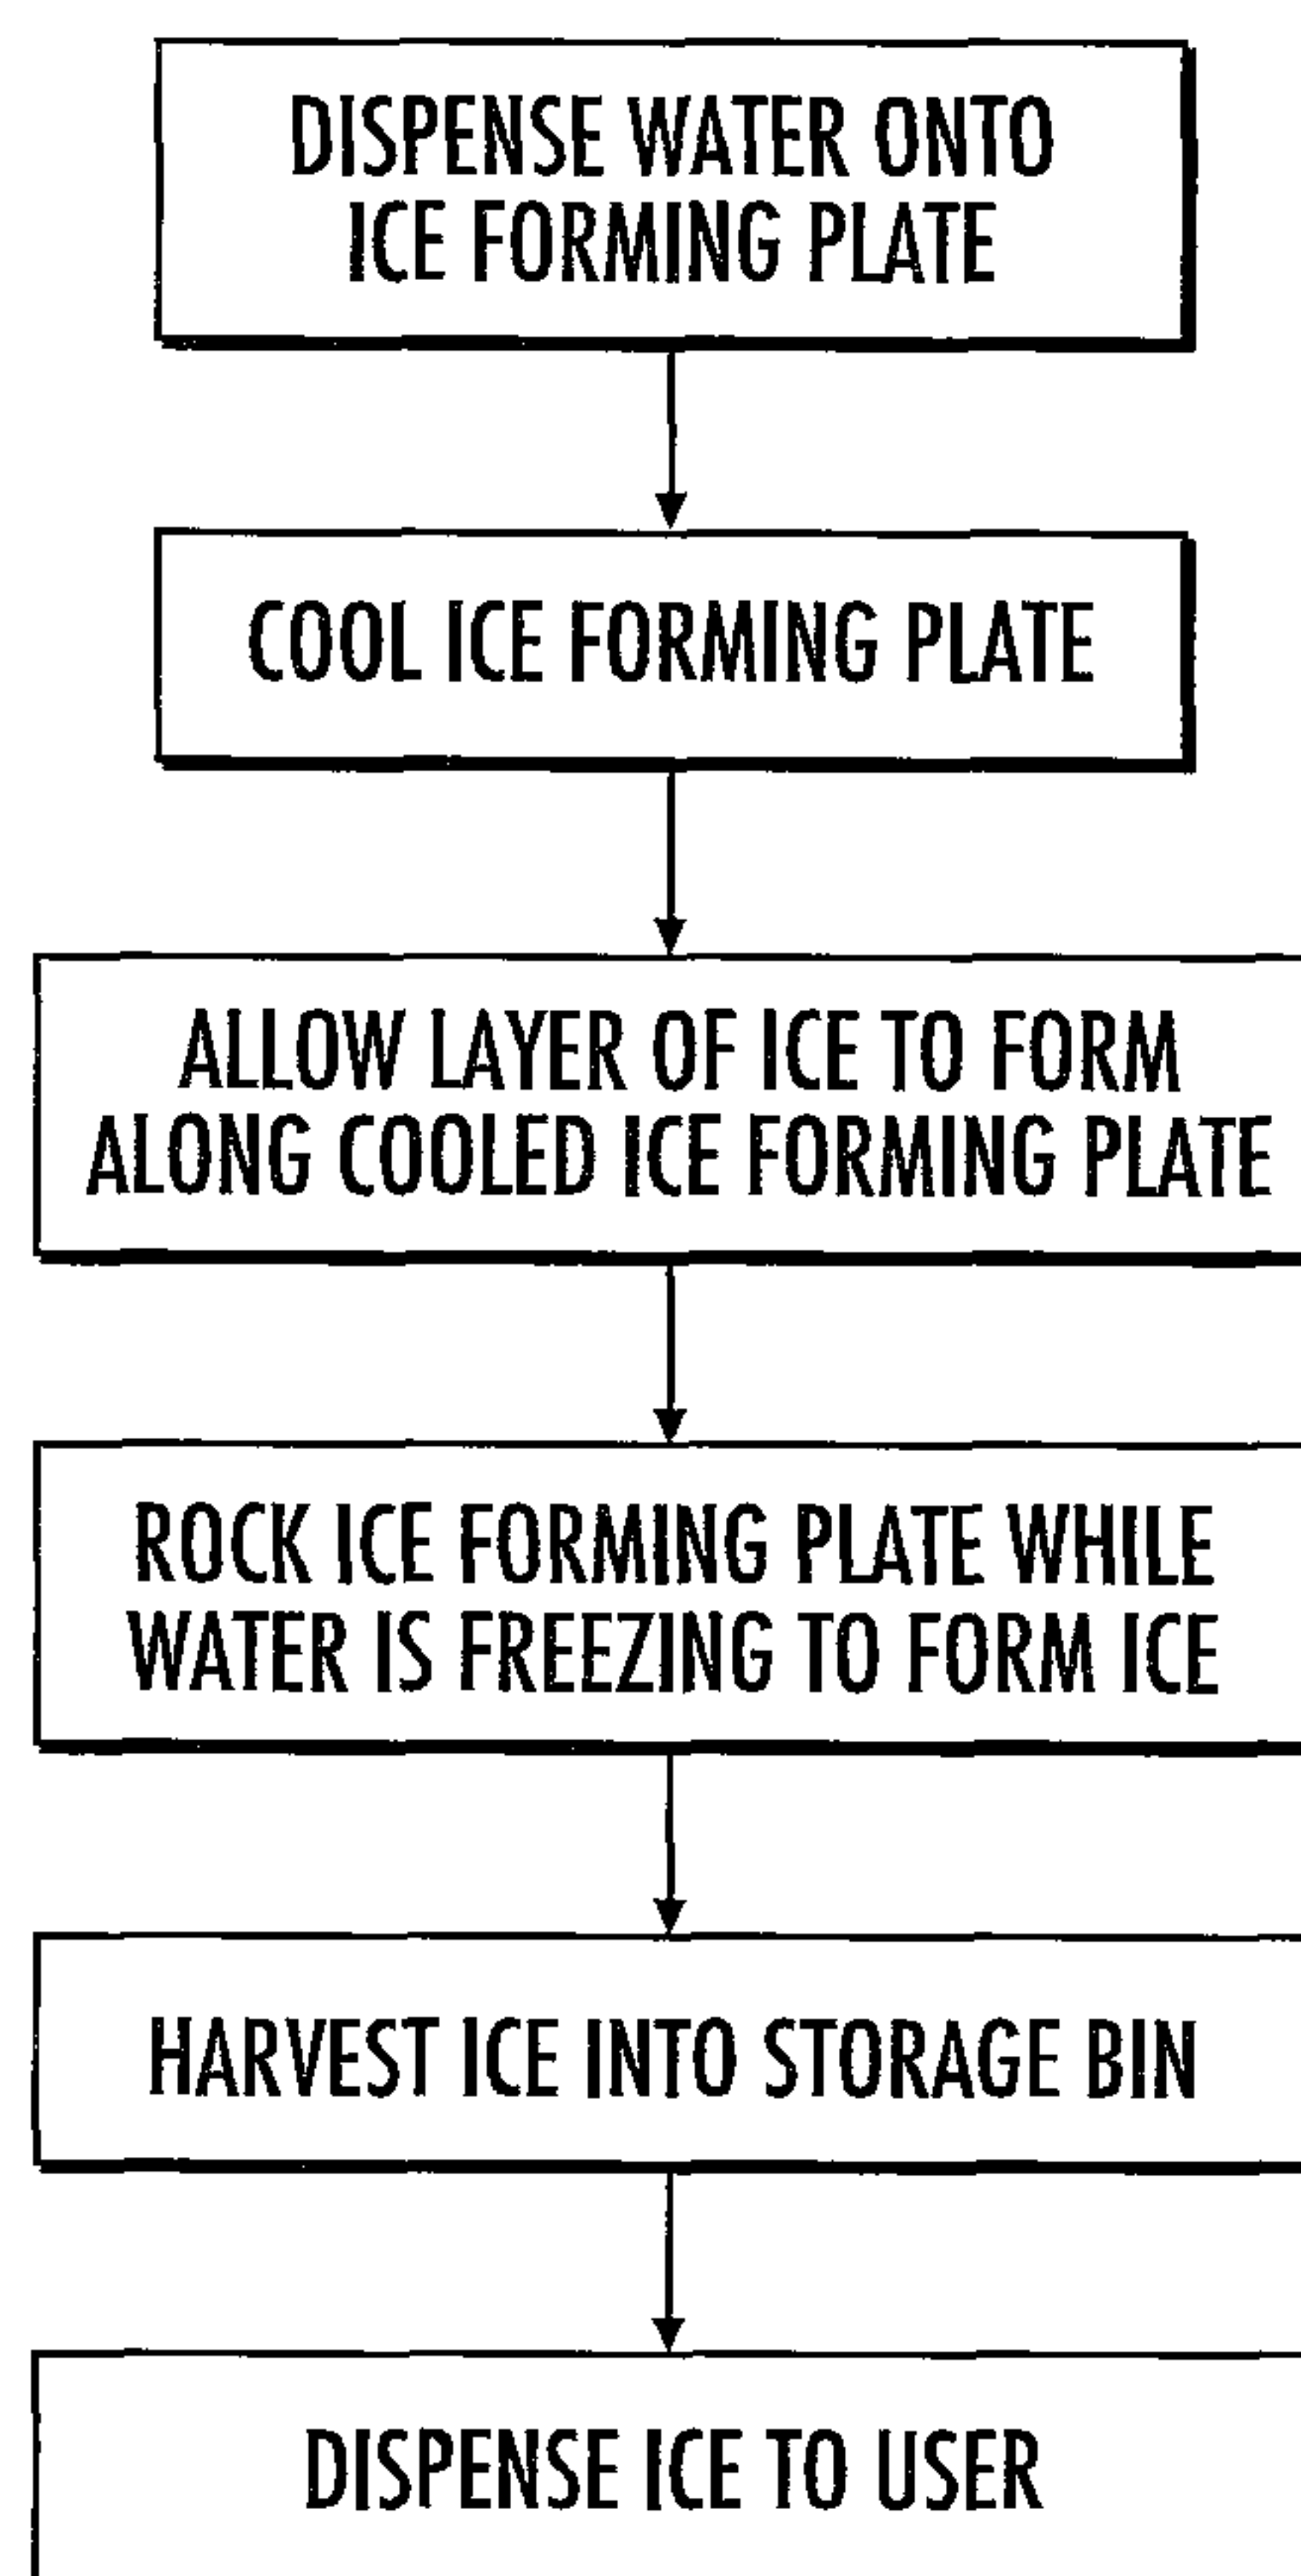 DISPENSE WATER ONTO
ICE FORMING PLATE
COOL ICE FORMING PLATE
ALLOW LAYER OF ICE TO FORM
ALONG COOLED ICE FORMING PLATE
ROCK ICE FORMING PLATE WHILE
WATER IS FREEZING TO FORM ICE
HARVEST ICE INTO STORAGE BIN
DISPENSE ICE TO USER